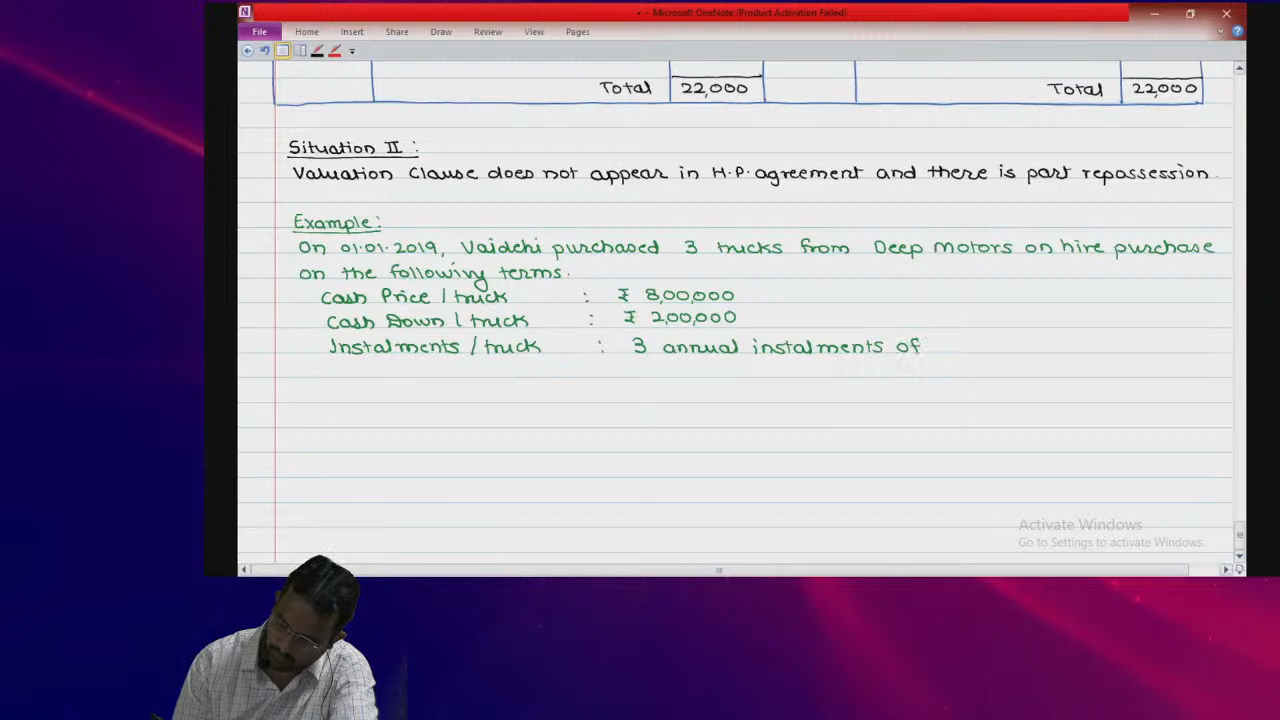 Microsoft OneNote (Product Activation Failed)
File Home Insert Share Draw Review View Pages
Total 22,000 Total 22,000
Situation II :
Valuation Clause does not appear in H.P. agreement and there is part repossession.
Example:
On 01.01.2019, Vaidehi purchased 3 trucks from Deep Motors on hire purchase
on the following terms.
Cash Price / truck : ₹ 8,00,000
Cash Down / truck : ₹ 2,00,000
Instalments / truck : 3 annual instalments of
Activate Windows
Go to Settings to activate Windows.